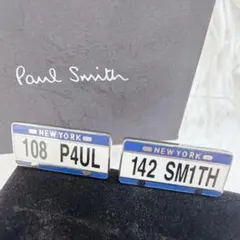 Paul Smith
NEW YORK
108 P4UL
NEW YORK
142 SM1TH